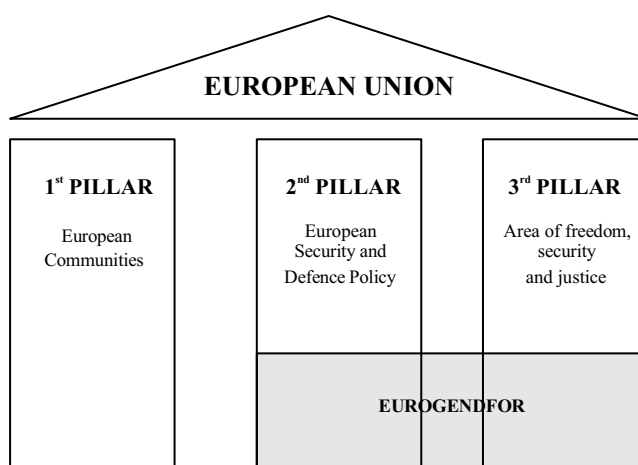 EUROPEAN UNION
1st PILLAR
European
Communities
2nd PILLAR
European
Security and
Defence Policy
3rd PILLAR
Area of freedom,
security
and justice
EUROGENDFOR